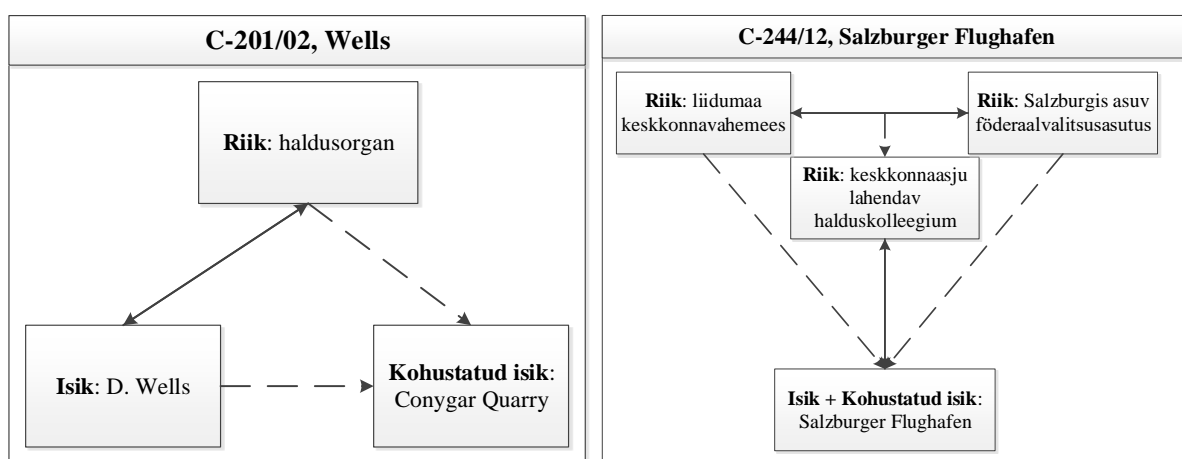 C-201/02, Wells
Riik: haldusorgan
Isik: D. Wells
Kohustatud isik:
Conygar Quarry
C-244/12, Salzburger Flughafen
Riik: liidumaa
keskkonnavahemees
Riik: Salzburgis asuv
föderaalvalitsusasutus
Riik: keskkonnaasju
lahendav
halduskolleegium
Isik + Kohustatud isik:
Salzburger Flughafen